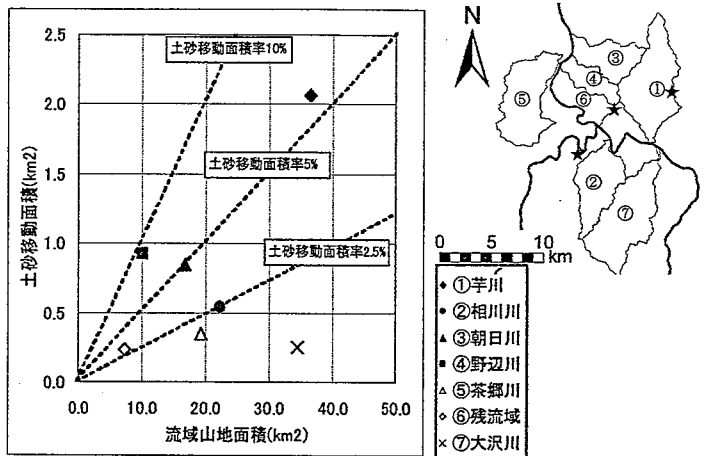 土砂移動面積(km2)
2.5
2.0
1.5
1.0
0.5
0.0
土砂移動面積率10%
土砂移動面積率5%
土砂移動面積率2.5%
0.0 10.0 20.0 30.0 40.0 50.0
流域山地面積(km2)
N
①
②
③
④
⑤
⑥
⑦
0 5 10
km
①芋川
②相川川
③朝日川
④野辺川
⑤茶郷川
⑥残流域
⑦大沢川